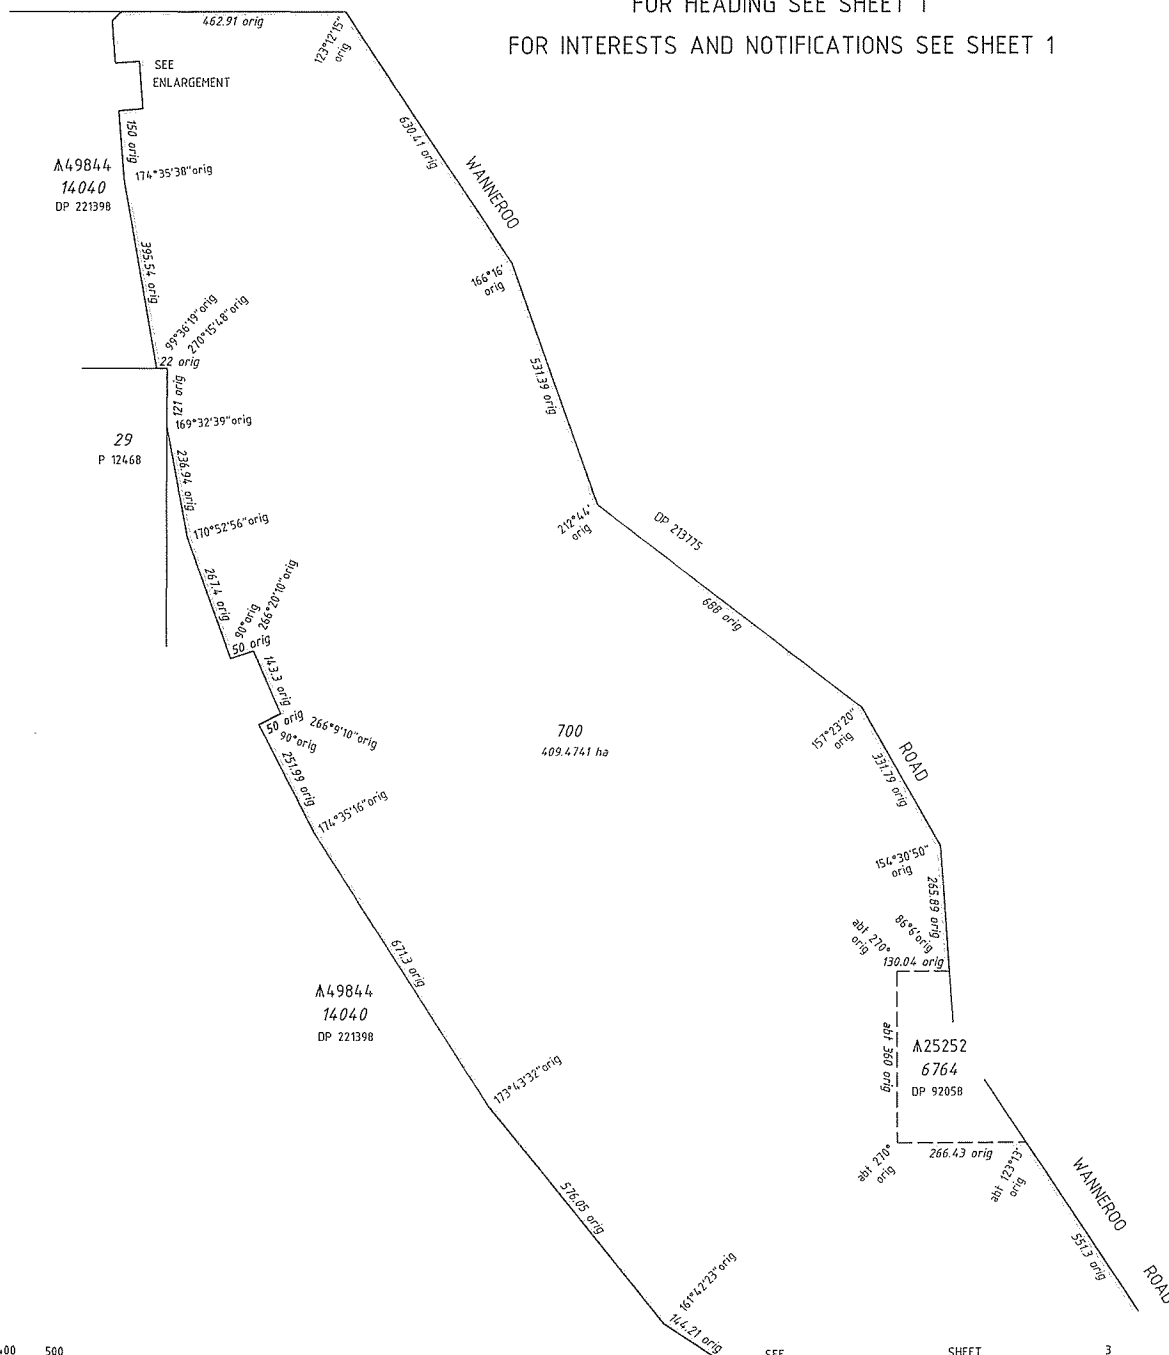 FOR HEADING SEE SHEET 1
FOR INTERESTS AND NOTIFICATIONS SEE SHEET 1
462.91 orig
123°12'15"
orig
SEE
ENLARGEMENT
630.41 orig
WANNEROO
150 orig
174°35'38"orig
49844
14040
DP 221398
395.54 orig
166°16'
orig
99°36'19"orig
270°15'48"orig
22 orig
531.39 orig
121 orig
169°32'39"orig
29
P 12468
236.94 orig
170°52'56"orig
212°44'
orig
DP 213775
267.4 orig
90°orig
266°20'10"orig
50 orig
688 orig
143.3 orig
50 orig
266°9'10"orig
90°orig
700
409.4741 ha
157°23'20"
orig
ROAD
251.99 orig
331.79 orig
174°35'16"orig
154°30'50"
orig
265.89 orig
86°6'orig
abt 270°
orig
671.3 orig
130.04 orig
49844
14040
DP 221398
abt 360 orig
25252
6764
DP 92058
173°43'32"orig
266.43 orig
abt 270°
orig
abt 123°13'
orig
WANNEROO
576.05 orig
551.3 orig
ROAD
161°42'23"orig
144.21 orig
500
SEE SHEET 3